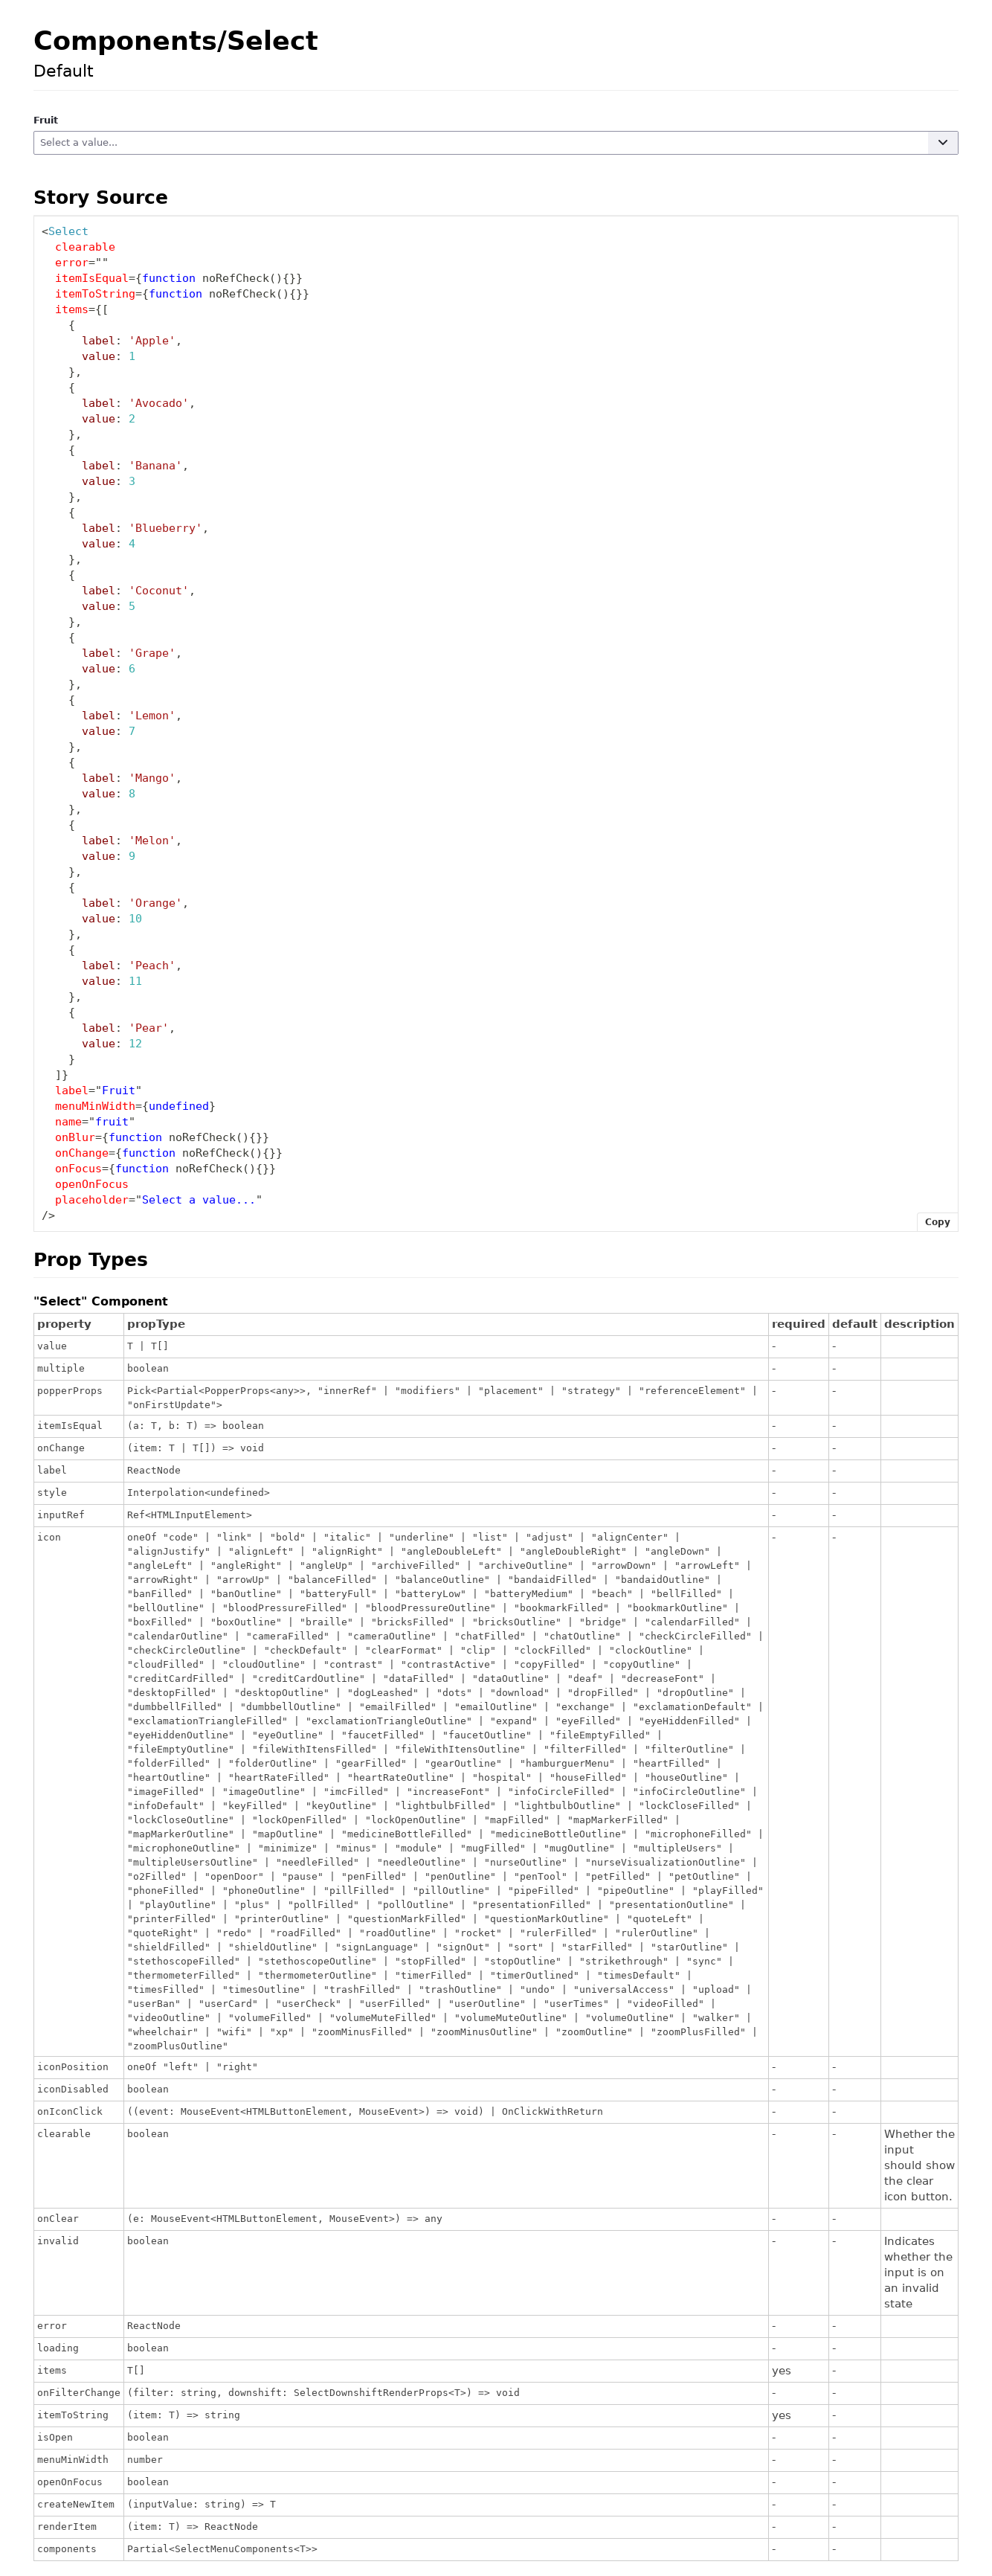 Components/Select
Default
Fruit
Select a value...
Story Source
<Select
  clearable
  error=""
  itemIsEqual={function noRefCheck(){}}
  itemToString={function noRefCheck(){}}
  items={[
    {
      label: 'Apple',
      value: 1
    },
    {
      label: 'Avocado',
      value: 2
    },
    {
      label: 'Banana',
      value: 3
    },
    {
      label: 'Blueberry',
      value: 4
    },
    {
      label: 'Coconut',
      value: 5
    },
    {
      label: 'Grape',
      value: 6
    },
    {
      label: 'Lemon',
      value: 7
    },
    {
      label: 'Mango',
      value: 8
    },
    {
      label: 'Melon',
      value: 9
    },
    {
      label: 'Orange',
      value: 10
    },
    {
      label: 'Peach',
      value: 11
    },
    {
      label: 'Pear',
      value: 12
    }
  ]}
  label="Fruit"
  menuMinWidth={undefined}
  name="fruit"
  onBlur={function noRefCheck(){}}
  onChange={function noRefCheck(){}}
  onFocus={function noRefCheck(){}}
  openOnFocus
  placeholder="Select a value..."
/>
Copy
Prop Types
"Select" Component
property propType required default description
value T | T[] - -
multiple boolean - -
popperProps Pick<Partial<PopperProps<any>>, "innerRef" | "modifiers" | "placement" | "strategy" | "referenceElement" | - -
"onFirstUpdate">
itemIsEqual (a: T, b: T) => boolean - -
onChange (item: T | T[]) => void - -
label ReactNode - -
style Interpolation<undefined> - -
inputRef Ref<HTMLInputElement> - -
icon oneOf "code" | "link" | "bold" | "italic" | "underline" | "list" | "adjust" | "alignCenter" | - -
"alignJustify" | "alignLeft" | "alignRight" | "angleDoubleLeft" | "angleDoubleRight" | "angleDown" |
"angleLeft" | "angleRight" | "angleUp" | "archiveFilled" | "archiveOutline" | "arrowDown" | "arrowLeft" |
"arrowRight" | "arrowUp" | "balanceFilled" | "balanceOutline" | "bandaidFilled" | "bandaidOutline" |
"banFilled" | "banOutline" | "batteryFull" | "batteryLow" | "batteryMedium" | "beach" | "bellFilled" |
"bellOutline" | "bloodPressureFilled" | "bloodPressureOutline" | "bookmarkFilled" | "bookmarkOutline" |
"boxFilled" | "boxOutline" | "braille" | "bricksFilled" | "bricksOutline" | "bridge" | "calendarFilled" |
"calendarOutline" | "cameraFilled" | "cameraOutline" | "chatFilled" | "chatOutline" | "checkCircleFilled" |
"checkCircleOutline" | "checkDefault" | "clearFormat" | "clip" | "clockFilled" | "clockOutline" |
"cloudFilled" | "cloudOutline" | "contrast" | "contrastActive" | "copyFilled" | "copyOutline" |
"creditCardFilled" | "creditCardOutline" | "dataFilled" | "dataOutline" | "deaf" | "decreaseFont" |
"desktopFilled" | "desktopOutline" | "dogLeashed" | "dots" | "download" | "dropFilled" | "dropOutline" |
"dumbbellFilled" | "dumbbellOutline" | "emailFilled" | "emailOutline" | "exchange" | "exclamationDefault" |
"exclamationTriangleFilled" | "exclamationTriangleOutline" | "expand" | "eyeFilled" | "eyeHiddenFilled" |
"eyeHiddenOutline" | "eyeOutline" | "faucetFilled" | "faucetOutline" | "fileEmptyFilled" |
"fileEmptyOutline" | "fileWithItensFilled" | "fileWithItensOutline" | "filterFilled" | "filterOutline" |
"folderFilled" | "folderOutline" | "gearFilled" | "gearOutline" | "hamburguerMenu" | "heartFilled" |
"heartOutline" | "heartRateFilled" | "heartRateOutline" | "hospital" | "houseFilled" | "houseOutline" |
"imageFilled" | "imageOutline" | "imcFilled" | "increaseFont" | "infoCircleFilled" | "infoCircleOutline" |
"infoDefault" | "keyFilled" | "keyOutline" | "lightbulbFilled" | "lightbulbOutline" | "lockCloseFilled" |
"lockCloseOutline" | "lockOpenFilled" | "lockOpenOutline" | "mapFilled" | "mapMarkerFilled" |
"mapMarkerOutline" | "mapOutline" | "medicineBottleFilled" | "medicineBottleOutline" | "microphoneFilled" |
"microphoneOutline" | "minimize" | "minus" | "module" | "mugFilled" | "mugOutline" | "multipleUsers" |
"multipleUsersOutline" | "needleFilled" | "needleOutline" | "nurseOutline" | "nurseVisualizationOutline" |
"o2Filled" | "openDoor" | "pause" | "penFilled" | "penOutline" | "penTool" | "petFilled" | "petOutline" |
"phoneFilled" | "phoneOutline" | "pillFilled" | "pillOutline" | "pipeFilled" | "pipeOutline" | "playFilled"
| "playOutline" | "plus" | "pollFilled" | "pollOutline" | "presentationFilled" | "presentationOutline" |
"printerFilled" | "printerOutline" | "questionMarkFilled" | "questionMarkOutline" | "quoteLeft" |
"quoteRight" | "redo" | "roadFilled" | "roadOutline" | "rocket" | "rulerFilled" | "rulerOutline" |
"shieldFilled" | "shieldOutline" | "signLanguage" | "signOut" | "sort" | "starFilled" | "starOutline" |
"stethoscopeFilled" | "stethoscopeOutline" | "stopFilled" | "stopOutline" | "strikethrough" | "sync" |
"thermometerFilled" | "thermometerOutline" | "timerFilled" | "timerOutlined" | "timesDefault" |
"timesFilled" | "timesOutline" | "trashFilled" | "trashOutline" | "undo" | "universalAccess" | "upload" |
"userBan" | "userCard" | "userCheck" | "userFilled" | "userOutline" | "userTimes" | "videoFilled" |
"videoOutline" | "volumeFilled" | "volumeMuteFilled" | "volumeMuteOutline" | "volumeOutline" | "walker" |
"wheelchair" | "wifi" | "xp" | "zoomMinusFilled" | "zoomMinusOutline" | "zoomOutline" | "zoomPlusFilled" |
"zoomPlusOutline"
iconPosition oneOf "left" | "right" - -
iconDisabled boolean - -
onIconClick ((event: MouseEvent<HTMLButtonElement, MouseEvent>) => void) | OnClickWithReturn - -
clearable boolean - - Whether the
input
should show
the clear
icon button.
onClear (e: MouseEvent<HTMLButtonElement, MouseEvent>) => any - -
invalid boolean - - Indicates
whether the
input is on
an invalid
state
error ReactNode - -
loading boolean - -
items T[] yes -
onFilterChange (filter: string, downshift: SelectDownshiftRenderProps<T>) => void - -
itemToString (item: T) => string yes -
isOpen boolean - -
menuMinWidth number - -
openOnFocus boolean - -
createNewItem (inputValue: string) => T - -
renderItem (item: T) => ReactNode - -
components Partial<SelectMenuComponents<T>> - -